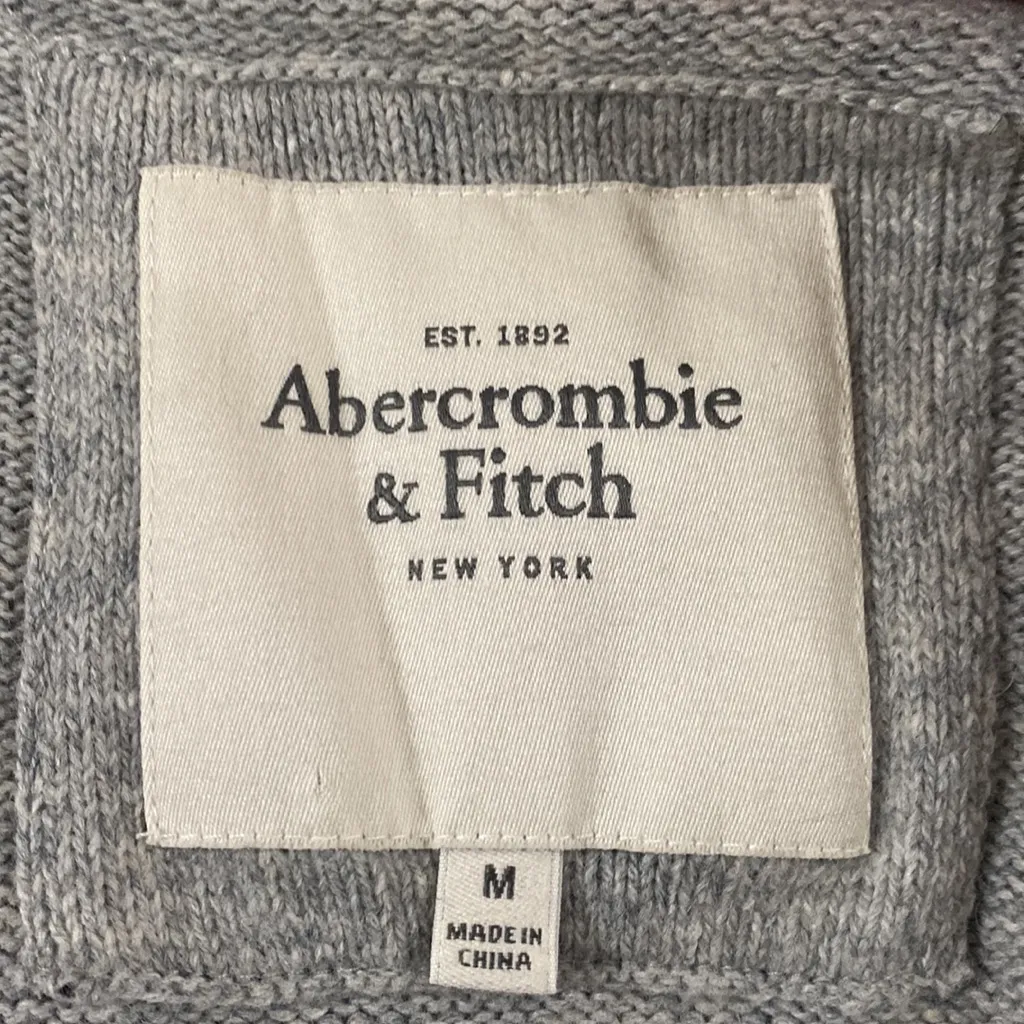 EST. 1892
Abercrombie
& Fitch
NEW YORK
M
MADE IN
CHINA